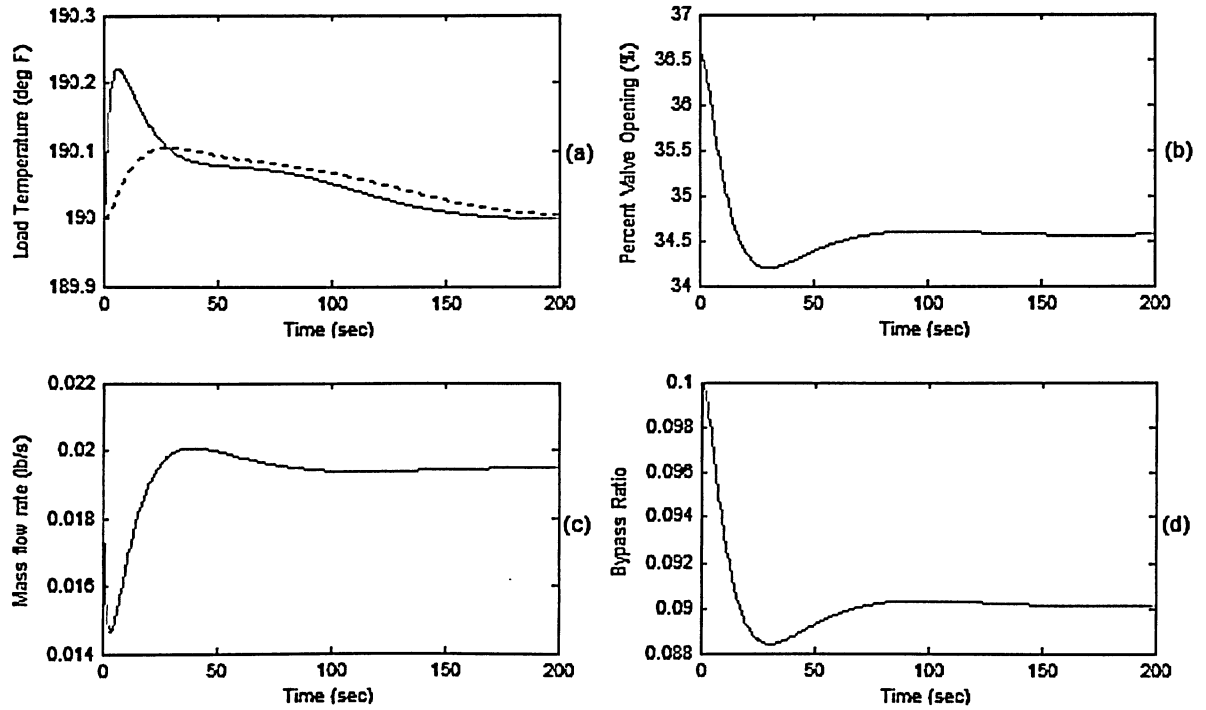 190.3
190.2
190.1
190
189.9
Load Temperature (deg F)
0 50 100 150 200
Time (sec)
(a)
37
36.5
36
35.5
35
34.5
34
Percent Valve Opening (%)
0 50 100 150 200
Time (sec)
(b)
0.022
0.02
0.018
0.016
0.014
Mass flow rate (lb/s)
0 50 100 150 200
Time (sec)
(c)
0.1
0.098
0.096
0.094
0.092
0.09
0.088
Bypass Ratio
0 50 100 150 200
Time (sec)
(d)